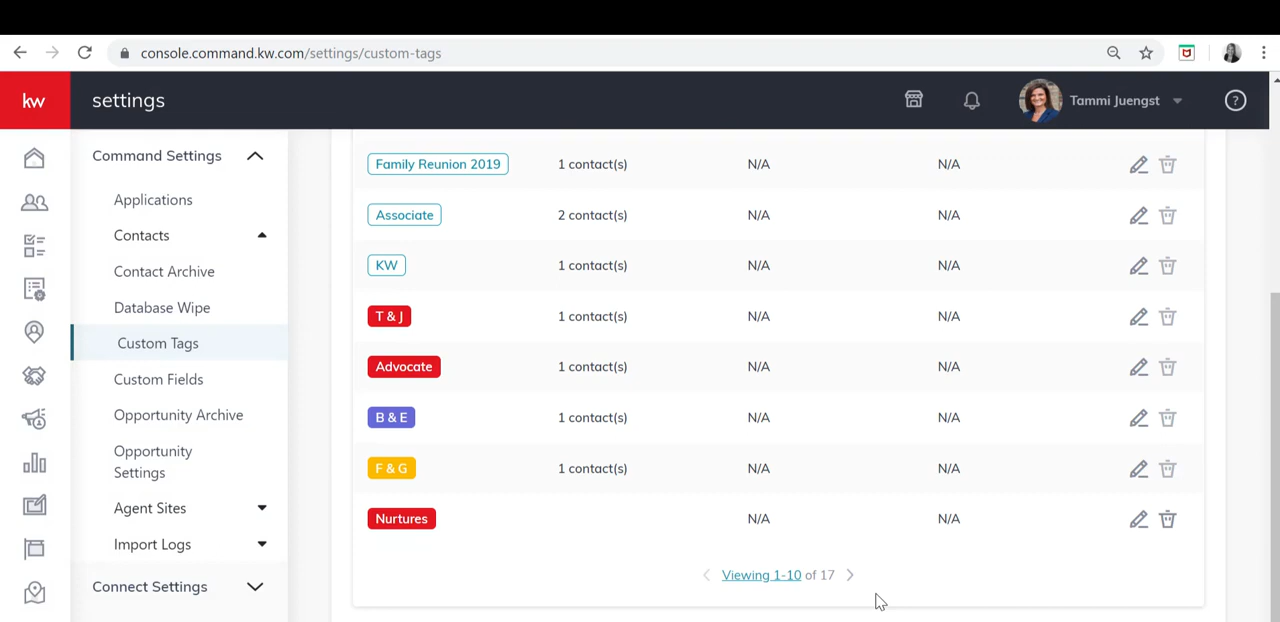 console.command.kw.com/settings/custom-tags
kw
settings
Tammi Juengst
?
Command Settings
Applications
Contacts
Contact Archive
Database Wipe
Custom Tags
Custom Fields
Opportunity Archive
Opportunity
Settings
Agent Sites
Import Logs
Connect Settings
Family Reunion 2019 1 contact(s) N/A N/A
Associate 2 contact(s) N/A N/A
KW 1 contact(s) N/A N/A
T & J 1 contact(s) N/A N/A
Advocate 1 contact(s) N/A N/A
B & E 1 contact(s) N/A N/A
F & G 1 contact(s) N/A N/A
Nurtures N/A N/A
Viewing 1-10 of 17